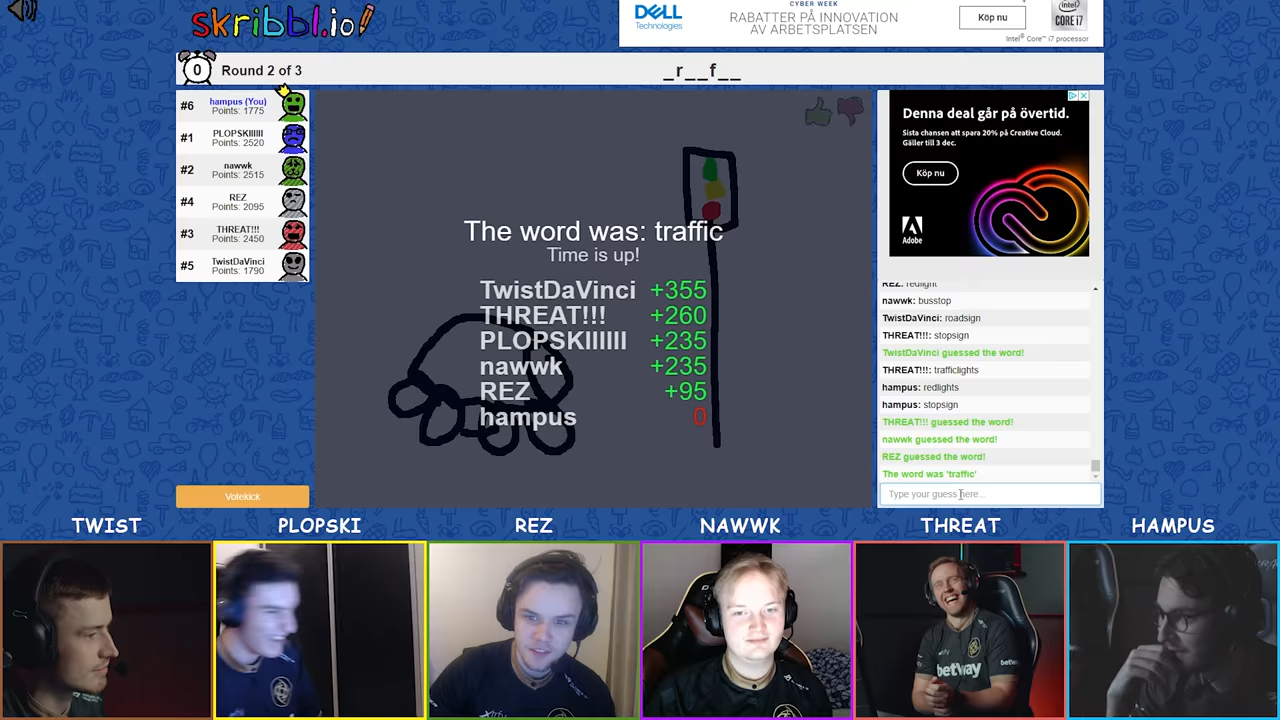 skribbl.io!
DELL
Technologies
CYBER WEEK
RABATTER PÅ INNOVATION
AV ARBETSPLATSEN
Köp nu
intel
CORE i7
Intel® Core™ i7 processor
0
Round 2 of 3
_r__f__
#6 hampus (You)
Points: 1775
#1 PLOPSKIIIIII
Points: 2520
#2 nawwk
Points: 2515
#4 REZ
Points: 2095
#3 THREAT!!!
Points: 2450
#5 TwistDaVinci
Points: 1790
Votekick
The word was: traffic
Time is up!
TwistDaVinci +355
THREAT!!! +260
PLOPSKIIIIII +235
nawwk +235
REZ +95
hampus 0
Denna deal går på övertid.
Sista chansen att spara 20% på Creative Cloud.
Gäller till 3 dec.
Köp nu
Adobe
REZ: redlight
nawwk: busstop
TwistDaVinci: roadsign
THREAT!!!: stopsign
TwistDaVinci guessed the word!
THREAT!!!: trafficlights
hampus: redlights
hampus: stopsign
THREAT!!! guessed the word!
nawwk guessed the word!
REZ guessed the word!
The word was 'traffic'
Type your guess here...
TWIST
PLOPSKI
REZ
NAWWK
THREAT
HAMPUS
betway